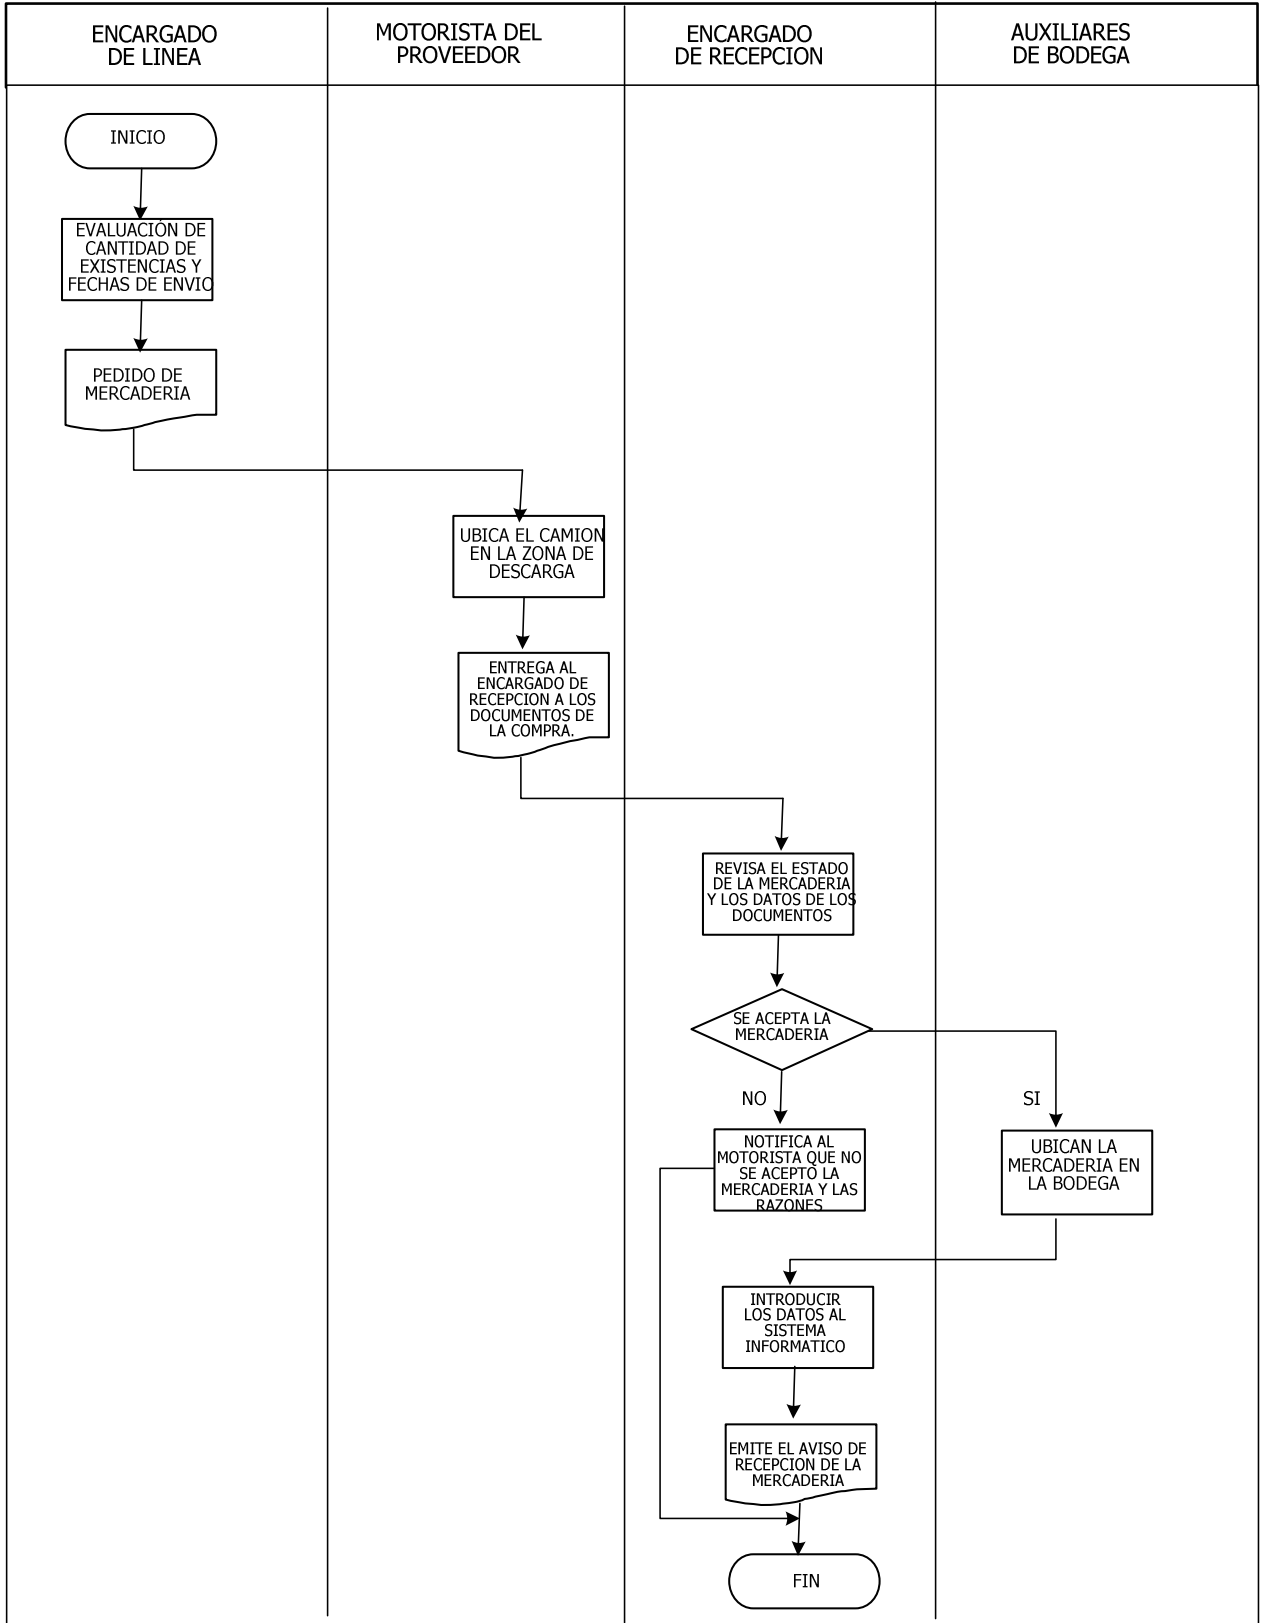 ENCARGADO
DE LINEA
MOTORISTA DEL
PROVEEDOR
ENCARGADO
DE RECEPCION
AUXILIARES
DE BODEGA
INICIO
EVALUACIÓN DE
CANTIDAD DE
EXISTENCIAS Y
FECHAS DE ENVIO
PEDIDO DE
MERCADERIA
UBICA EL CAMION
EN LA ZONA DE
DESCARGA
ENTREGA AL
ENCARGADO DE
RECEPCION A LOS
DOCUMENTOS DE
LA COMPRA.
REVISA EL ESTADO
DE LA MERCADERIA
Y LOS DATOS DE LOS
DOCUMENTOS
SE ACEPTA LA
MERCADERIA
NO
SI
NOTIFICA AL
MOTORISTA QUE NO
SE ACEPTO LA
MERCADERIA Y LAS
RAZONES
UBICAN LA
MERCADERIA EN
LA BODEGA
INTRODUCIR
LOS DATOS AL
SISTEMA
INFORMATICO
EMITE EL AVISO DE
RECEPCION DE LA
MERCADERIA
FIN